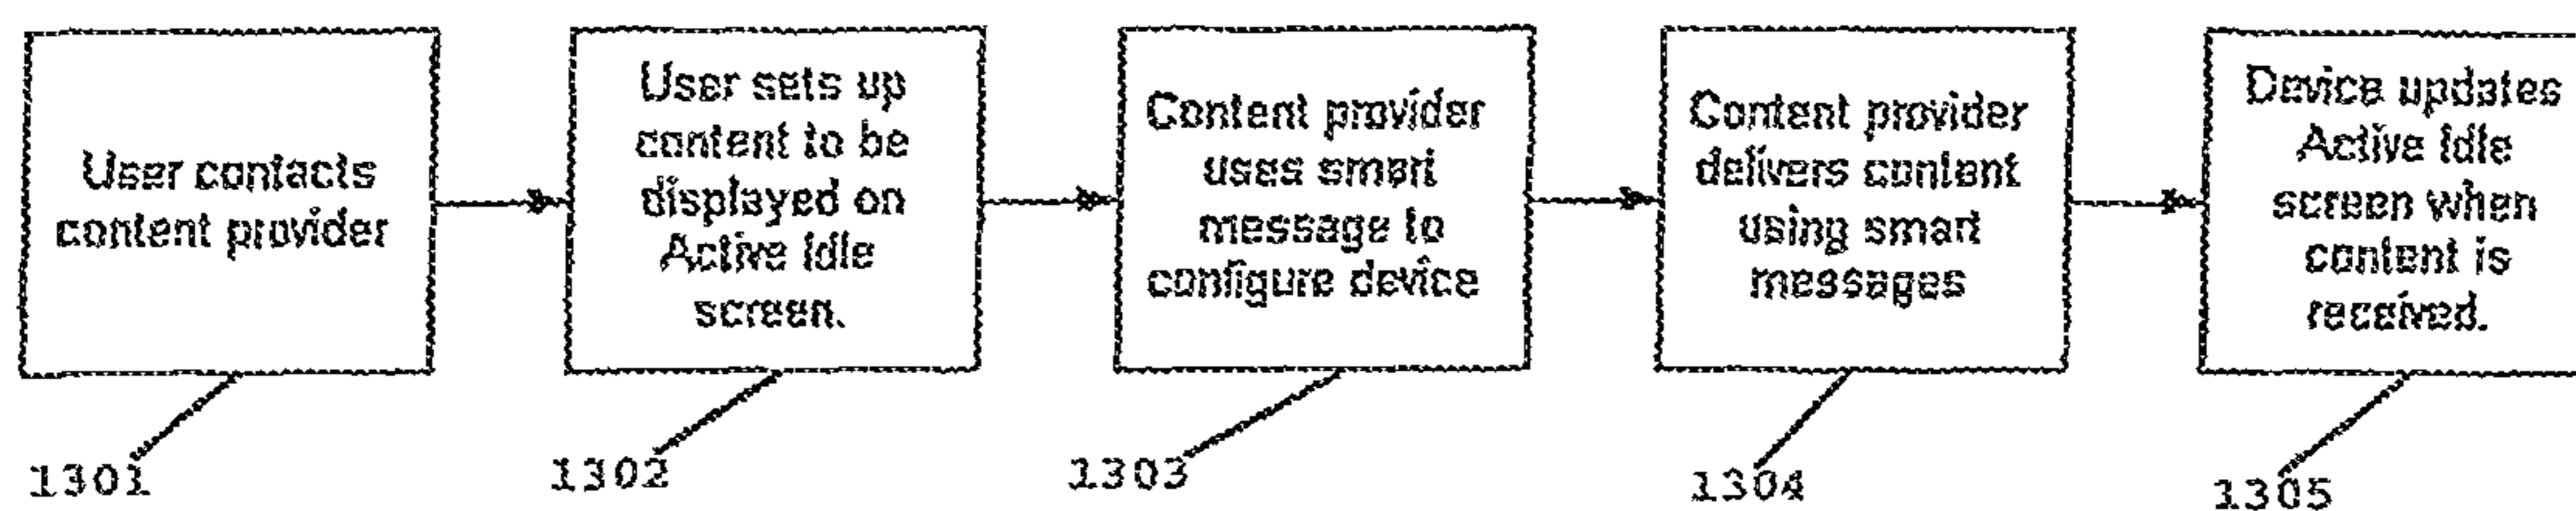 User contacts
content provider
User sets up
content to be
displayed on
Active Idle
screen.
Content provider
uses smart
message to
configure device
Content provider
delivers content
using smart
messages
Device updates
Active Idle
screen when
content is
received.
1301
1302
1303
1304
1305